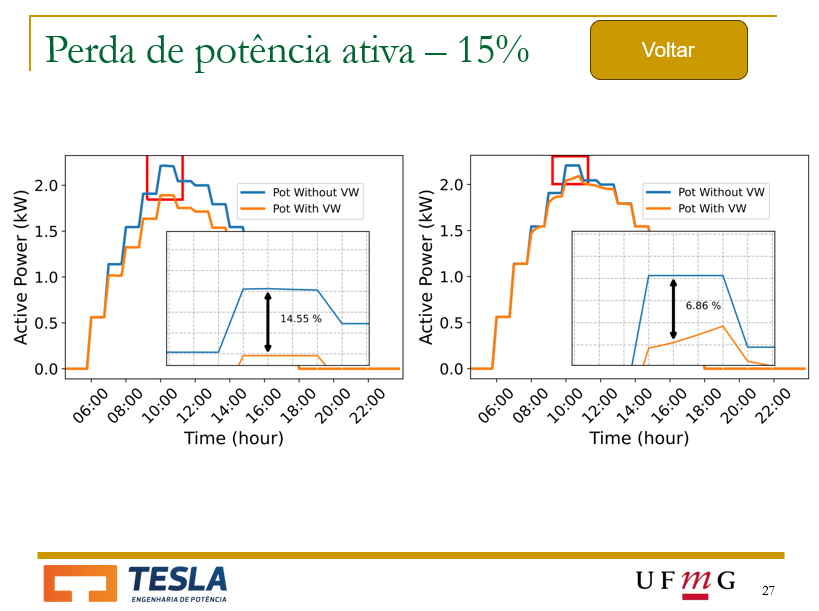 Perda de potência ativa – 15%
Voltar
Active Power (kW)
2.0
1.5
1.0
0.5
0.0
Pot Without VW
Pot With VW
14.55 %
06:00
08:00
10:00
12:00
14:00
16:00
18:00
20:00
22:00
Time (hour)
Active Power (kW)
2.0
1.5
1.0
0.5
0.0
Pot Without VW
Pot With VW
6.86 %
06:00
08:00
10:00
12:00
14:00
16:00
18:00
20:00
22:00
Time (hour)
TESLA
ENGENHARIA DE POTÊNCIA
UFmG
27